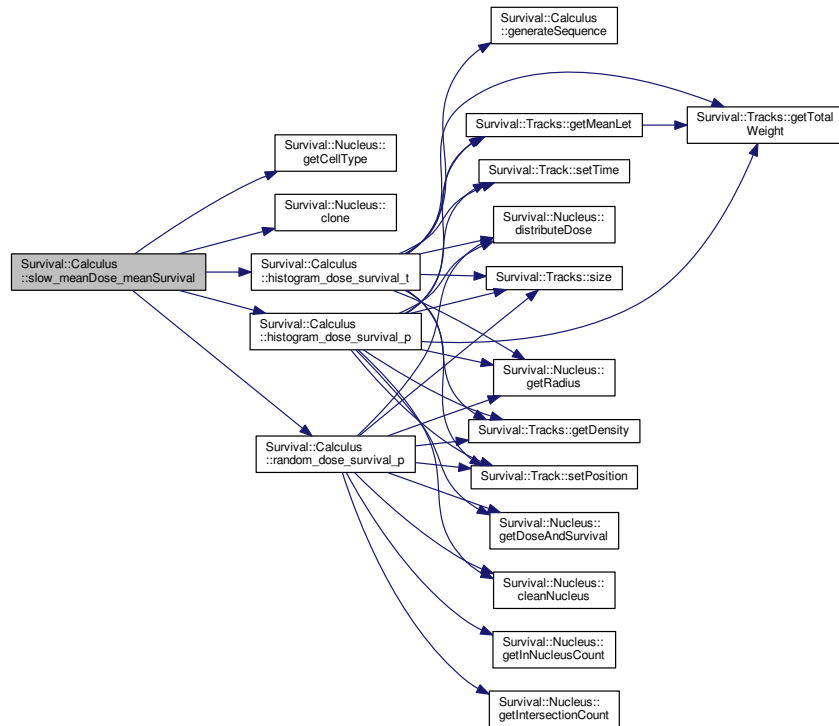 Survival::Calculus
::generateSequence
Survival::Tracks::getTotal
Weight
Survival::Tracks::getMeanLet
Survival::Nucleus::
getCellType
Survival::Track::setTime
Survival::Nucleus::
clone
Survival::Nucleus::
distributeDose
Survival::Calculus
::slow_meanDose_meanSurvival
Survival::Calculus
::histogram_dose_survival_t
Survival::Tracks::size
Survival::Calculus
::histogram_dose_survival_p
Survival::Nucleus::
getRadius
Survival::Tracks::getDensity
Survival::Calculus
::random_dose_survival_p
Survival::Track::setPosition
Survival::Nucleus::
getDoseAndSurvival
Survival::Nucleus::
cleanNucleus
Survival::Nucleus::
getInNucleusCount
Survival::Nucleus::
getIntersectionCount